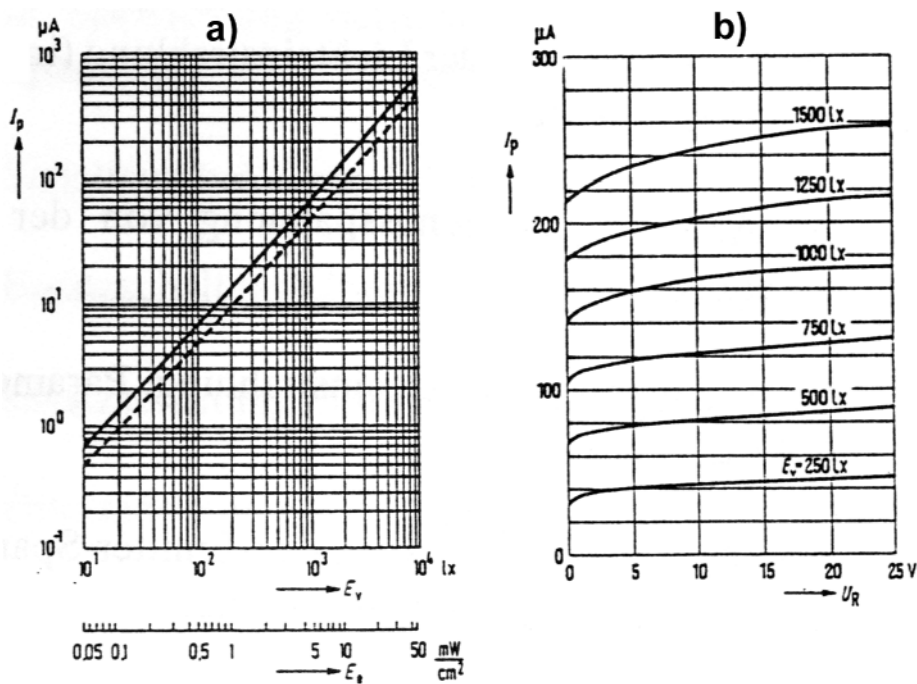 a)
µA
10³
I_p
10²
10¹
10⁰
10⁻¹
10¹ 10² 10³ 10⁴ lx
E_v
0,05 0,1 0,5 1 5 10 50 mW/cm²
E_e
b)
µA
300
I_p
200
100
0
1500 lx
1250 lx
1000 lx
750 lx
500 lx
E_v=250 lx
0 5 10 15 20 25 V
U_R
der